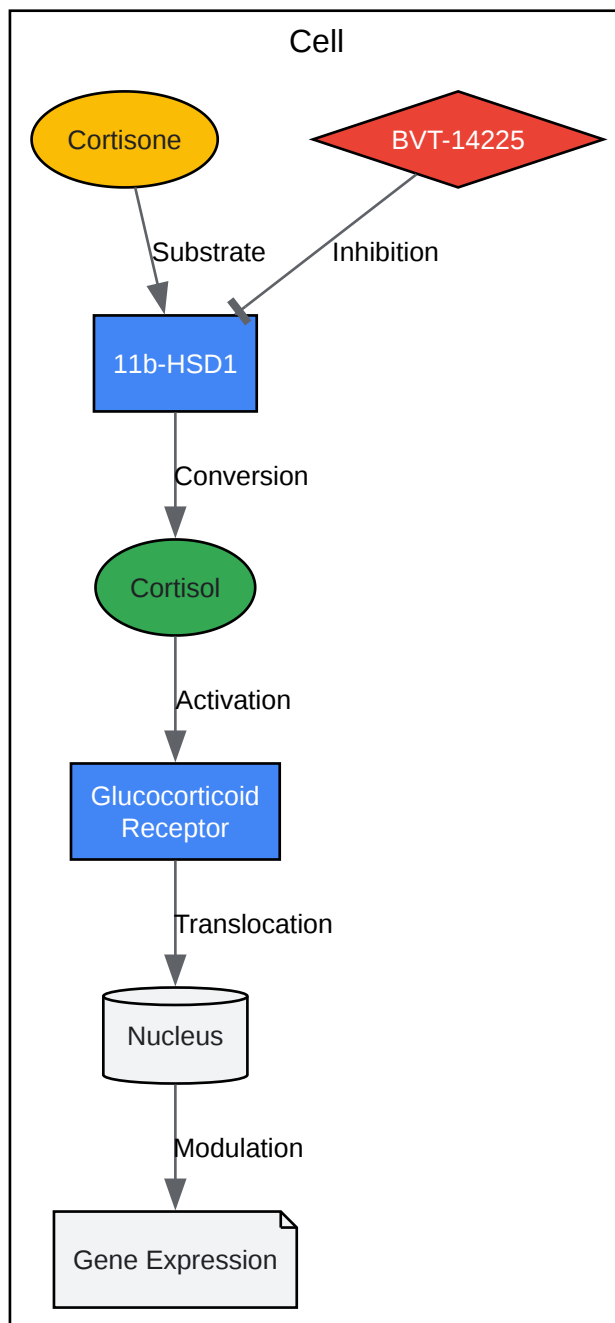 Cell
Cortisone
BVT-14225
Substrate
Inhibition
11b-HSD1
Conversion
Cortisol
Activation
Glucocorticoid
Receptor
Translocation
Nucleus
Modulation
Gene Expression